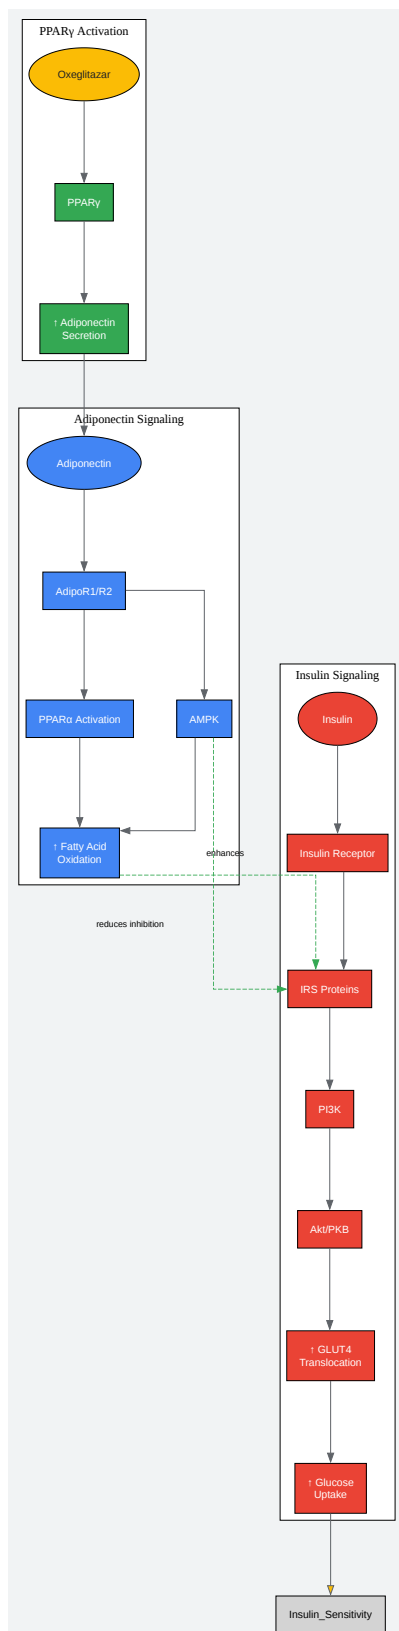 PPARγ Activation
Oxeglitazar
PPARγ
↑ Adiponectin
Secretion
Adiponectin Signaling
Adiponectin
AdipoR1/R2
PPARα Activation
AMPK
↑ Fatty Acid
Oxidation
enhances
reduces inhibition
Insulin Signaling
Insulin
Insulin Receptor
IRS Proteins
PI3K
Akt/PKB
↑ GLUT4
Translocation
↑ Glucose
Uptake
Insulin_Sensitivity